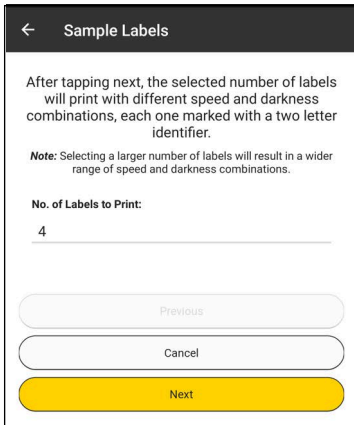 Sample Labels
After tapping next, the selected number of labels
will print with different speed and darkness
combinations, each one marked with a two letter
identifier.
Note: Selecting a larger number of labels will result in a wider
range of speed and darkness combinations.
No. of Labels to Print:
4
Previous
Cancel
Next